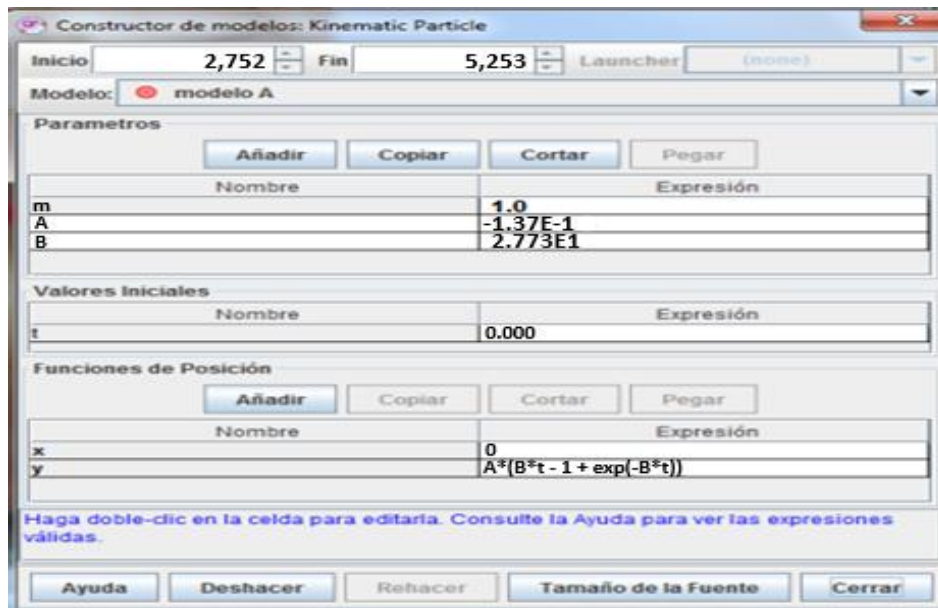 Constructor de modelos: Kinematic Particle
Inicio 2,752 Fin 5,253 Launcher (none)
Modelo: modelo A
Parametros
Añadir Copiar Cortar Pegar
Nombre Expresión
m 1.0
A -1.37E-1
B 2.773E1
Valores Iniciales
Nombre Expresión
t 0.000
Funciones de Posición
Añadir Copiar Cortar Pegar
Nombre Expresión
x 0
y A*(B*t - 1 + exp(-B*t))
Haga doble-clic en la celda para editarla. Consulte la Ayuda para ver las expresiones
válidas.
Ayuda Deshacer Rehacer Tamaño de la Fuente Cerrar